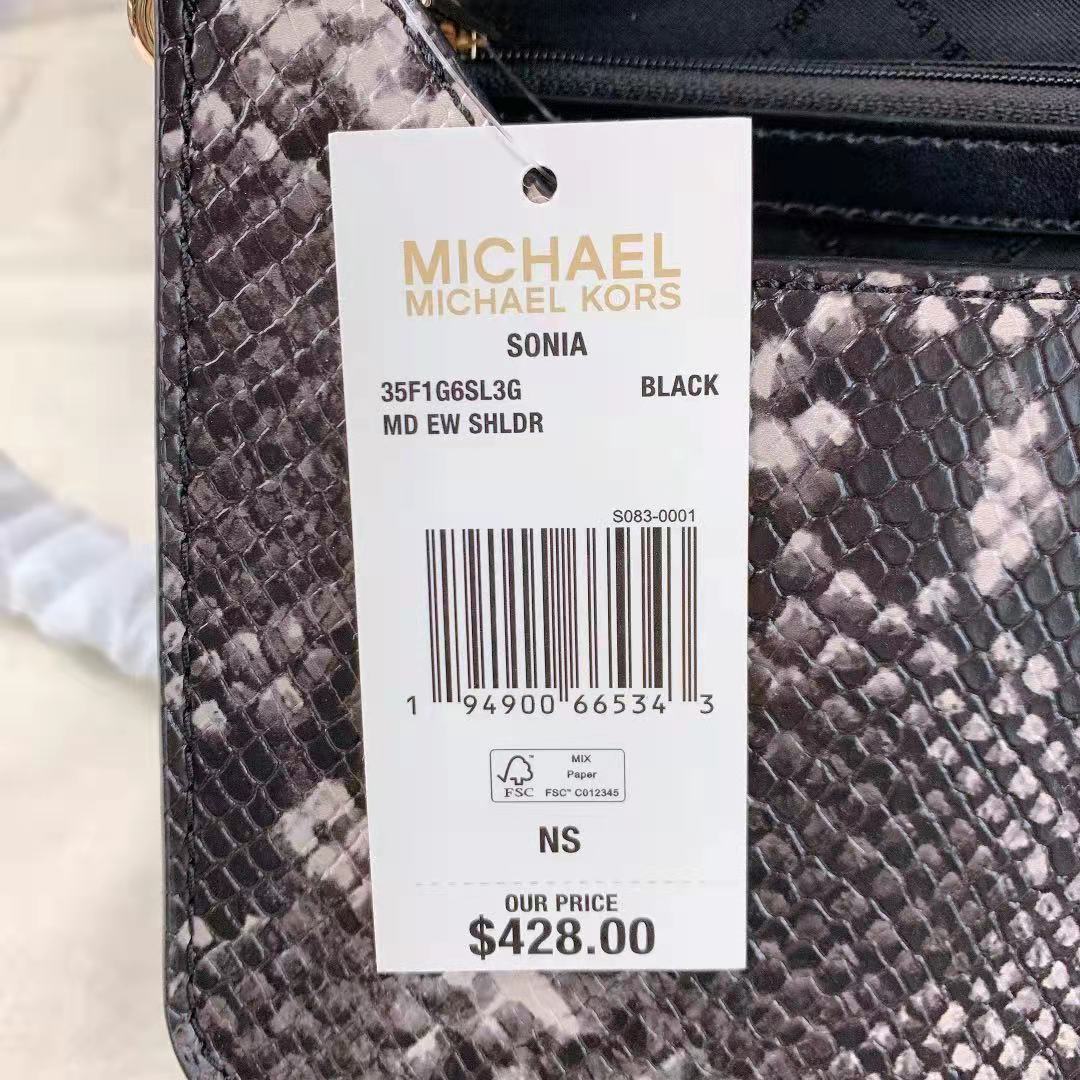 MICHAEL
MICHAEL KORS
SONIA
35F1G6SL3G BLACK
MD EW SHLDR
S083-0001
1 94900 66534 3
FSC™
MIX
Paper
FSC™ C012345
NS
OUR PRICE
$428.00